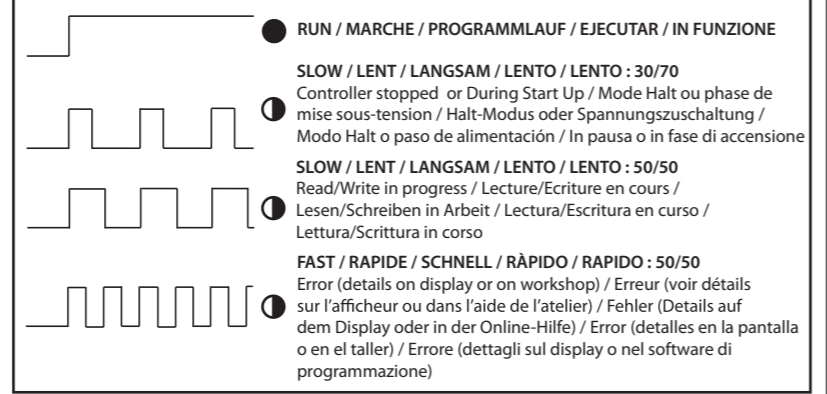 RUN / MARCHE / PROGRAMMLAUF / EJECUTAR / IN FUNZIONE
SLOW / LENT / LANGSAM / LENTO / LENTO : 30/70
Controller stopped or During Start Up / Mode Halt ou phase de
mise sous-tension / Halt-Modus oder Spannungszuschaltung /
Modo Halt o paso de alimentación / In pausa o in fase di accensione
SLOW / LENT / LANGSAM / LENTO / LENTO : 50/50
Read/Write in progress / Lecture/Ecriture en cours /
Lesen/Schreiben in Arbeit / Lectura/Escritura en curso /
Lettura/Scrittura in corso
FAST / RAPIDE / SCHNELL / RÀPIDO / RAPIDO : 50/50
Error (details on display or on workshop) / Erreur (voir détails
sur l’afficheur ou dans l’aide de l’atelier) / Fehler (Details auf
dem Display oder in der Online-Hilfe) / Error (detalles en la pantalla
o en el taller) / Errore (dettagli sul display o nel software di
programmazione)